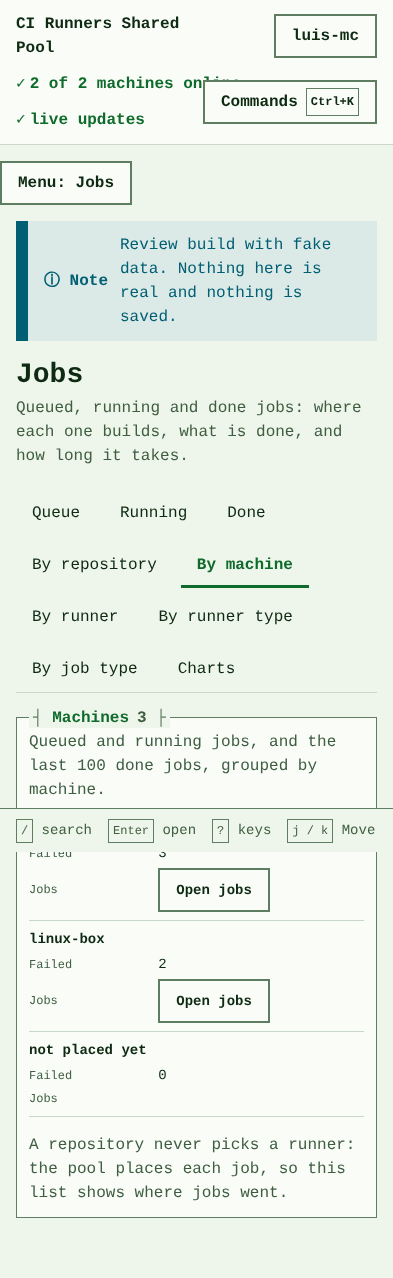 CI Runners Shared
Pool
luis-mc
✓ 2 of 2 machines online
Commands Ctrl+K
✓ live updates
Menu: Jobs
ⓘ Note
Review build with fake
data. Nothing here is
real and nothing is
saved.
Jobs
Queued, running and done jobs: where
each one builds, what is done, and
how long it takes.
Queue Running Done
By repository By machine
By runner By runner type
By job type Charts
Machines 3
Queued and running jobs, and the
last 100 done jobs, grouped by
machine.
/ search Enter open ? keys j / k Move
Failed 3
Jobs Open jobs
linux-box
Failed 2
Jobs Open jobs
not placed yet
Failed 0
Jobs
A repository never picks a runner:
the pool places each job, so this
list shows where jobs went.